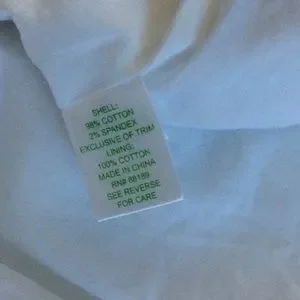 SHELL:
98% COTTON
2% SPANDEX
EXCLUSIVE OF TRIM
LINING:
100% COTTON
MADE IN CHINA
RN# 88189
SEE REVERSE
FOR CARE